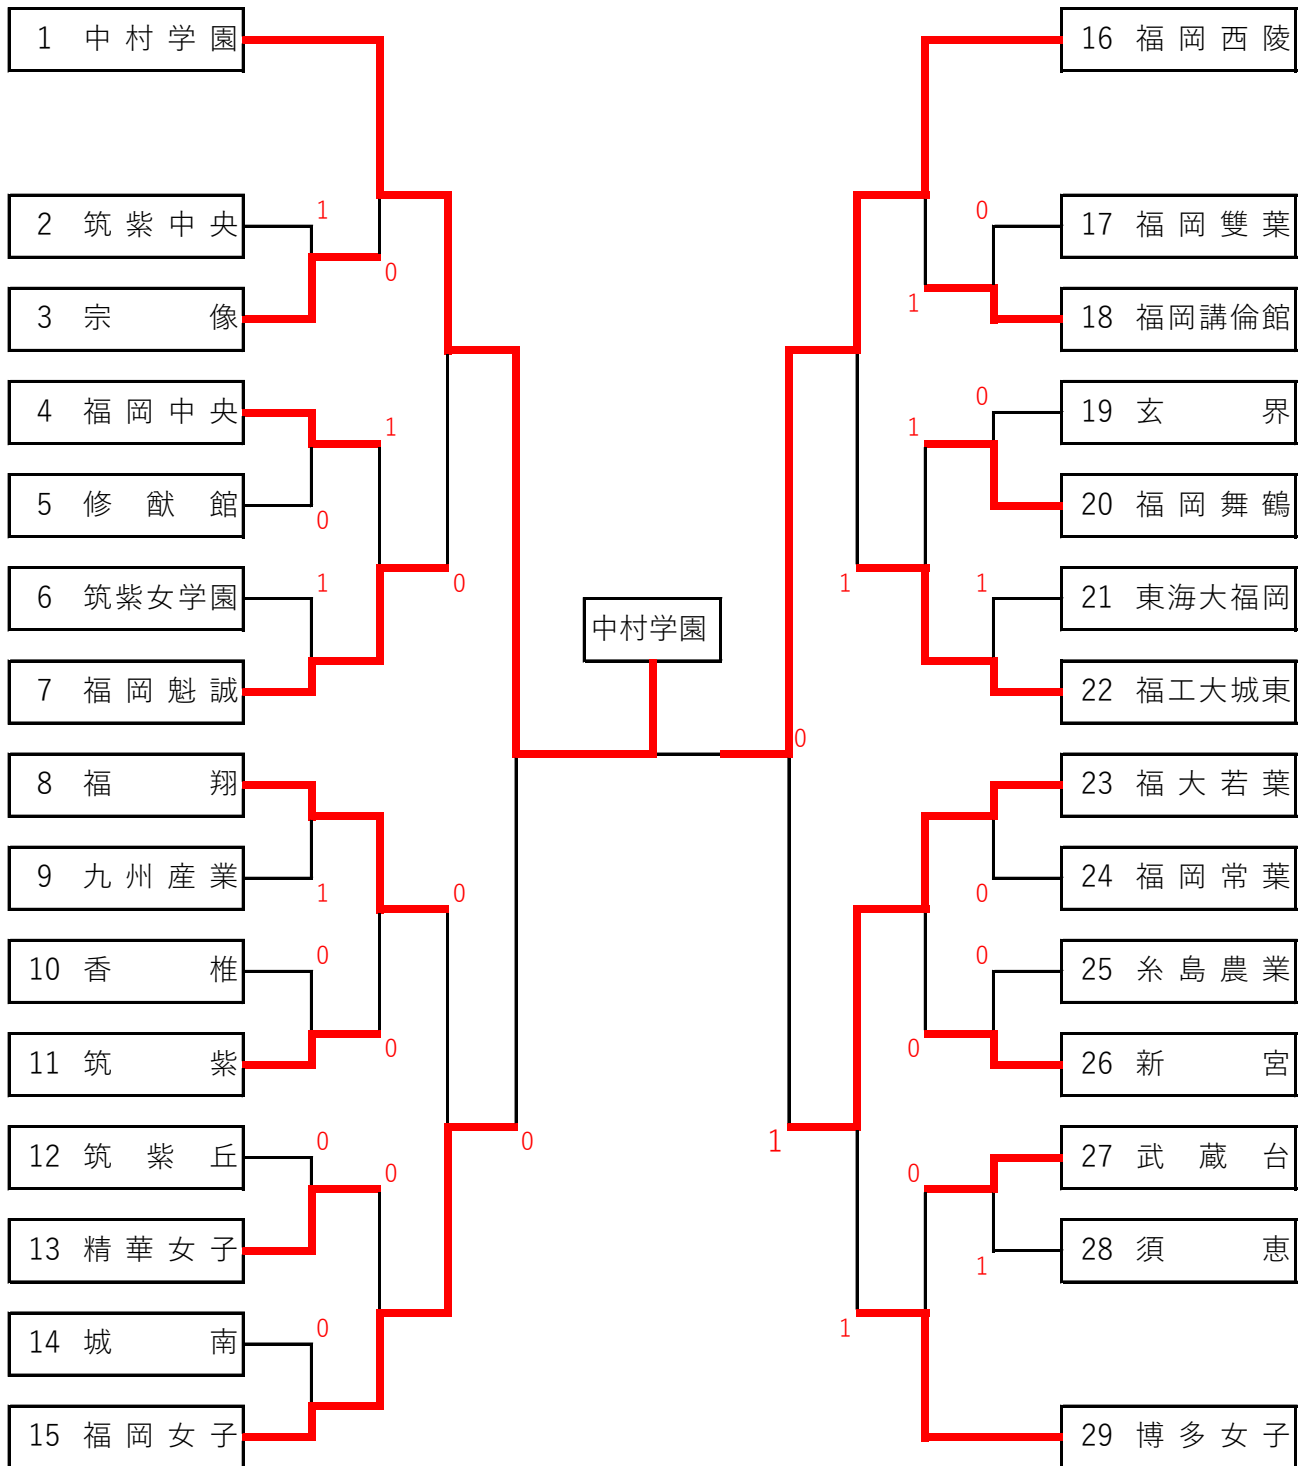 1 中村学園
2 筑紫中央
3 宗像
4 福岡中央
5 修猷館
6 筑紫女学園
7 福岡魁誠
8 福翔
9 九州産業
10 香椎
11 筑紫
12 筑紫丘
13 精華女子
14 城南
15 福岡女子
1
0
1
0
1
0
1
0
0
0
0
0
0
0
中村学園
0
0
1
0
1
1
1
0
0
0
1
0
1
1
16 福岡西陵
17 福岡雙葉
18 福岡講倫館
19 玄界
20 福岡舞鶴
21 東海大福岡
22 福工大城東
23 福大若葉
24 福岡常葉
25 糸島農業
26 新宮
27 武蔵台
28 須恵
29 博多女子